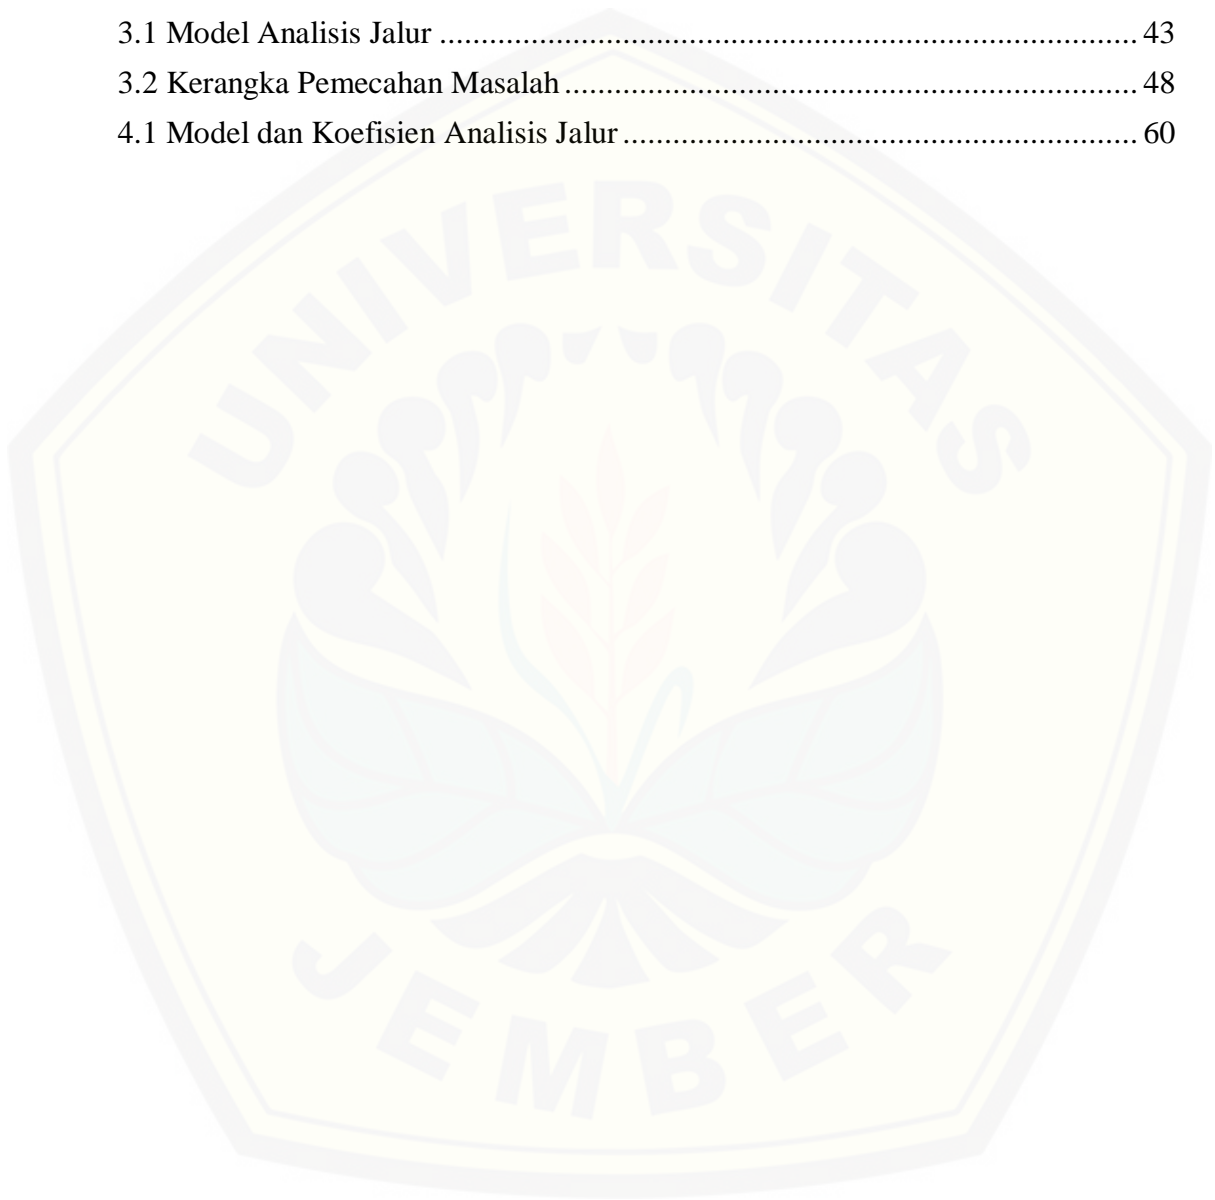 3.1 Model Analisis Jalur .................................................................................... 43
3.2 Kerangka Pemecahan Masalah ..................................................................... 48
4.1 Model dan Koefisien Analisis Jalur .............................................................. 60
UNIVERSITAS
JEMBER